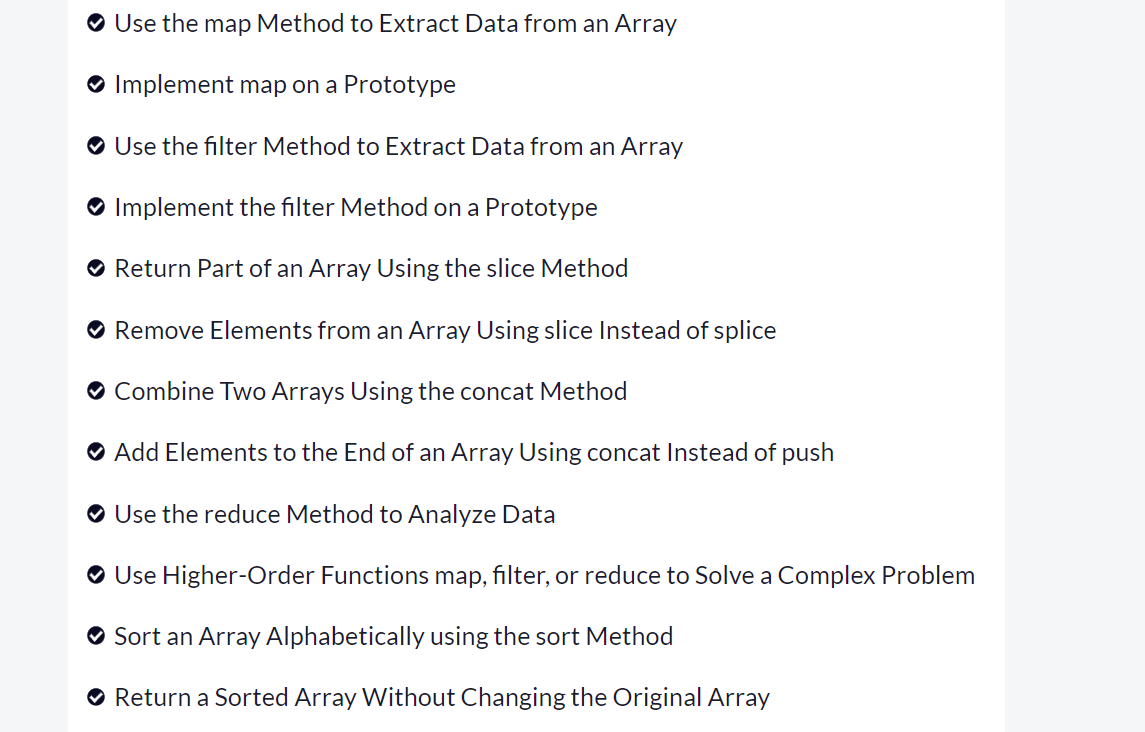 Use the map Method to Extract Data from an Array
Implement map on a Prototype
Use the filter Method to Extract Data from an Array
Implement the filter Method on a Prototype
Return Part of an Array Using the slice Method
Remove Elements from an Array Using slice Instead of splice
Combine Two Arrays Using the concat Method
Add Elements to the End of an Array Using concat Instead of push
Use the reduce Method to Analyze Data
Use Higher-Order Functions map, filter, or reduce to Solve a Complex Problem
Sort an Array Alphabetically using the sort Method
Return a Sorted Array Without Changing the Original Array